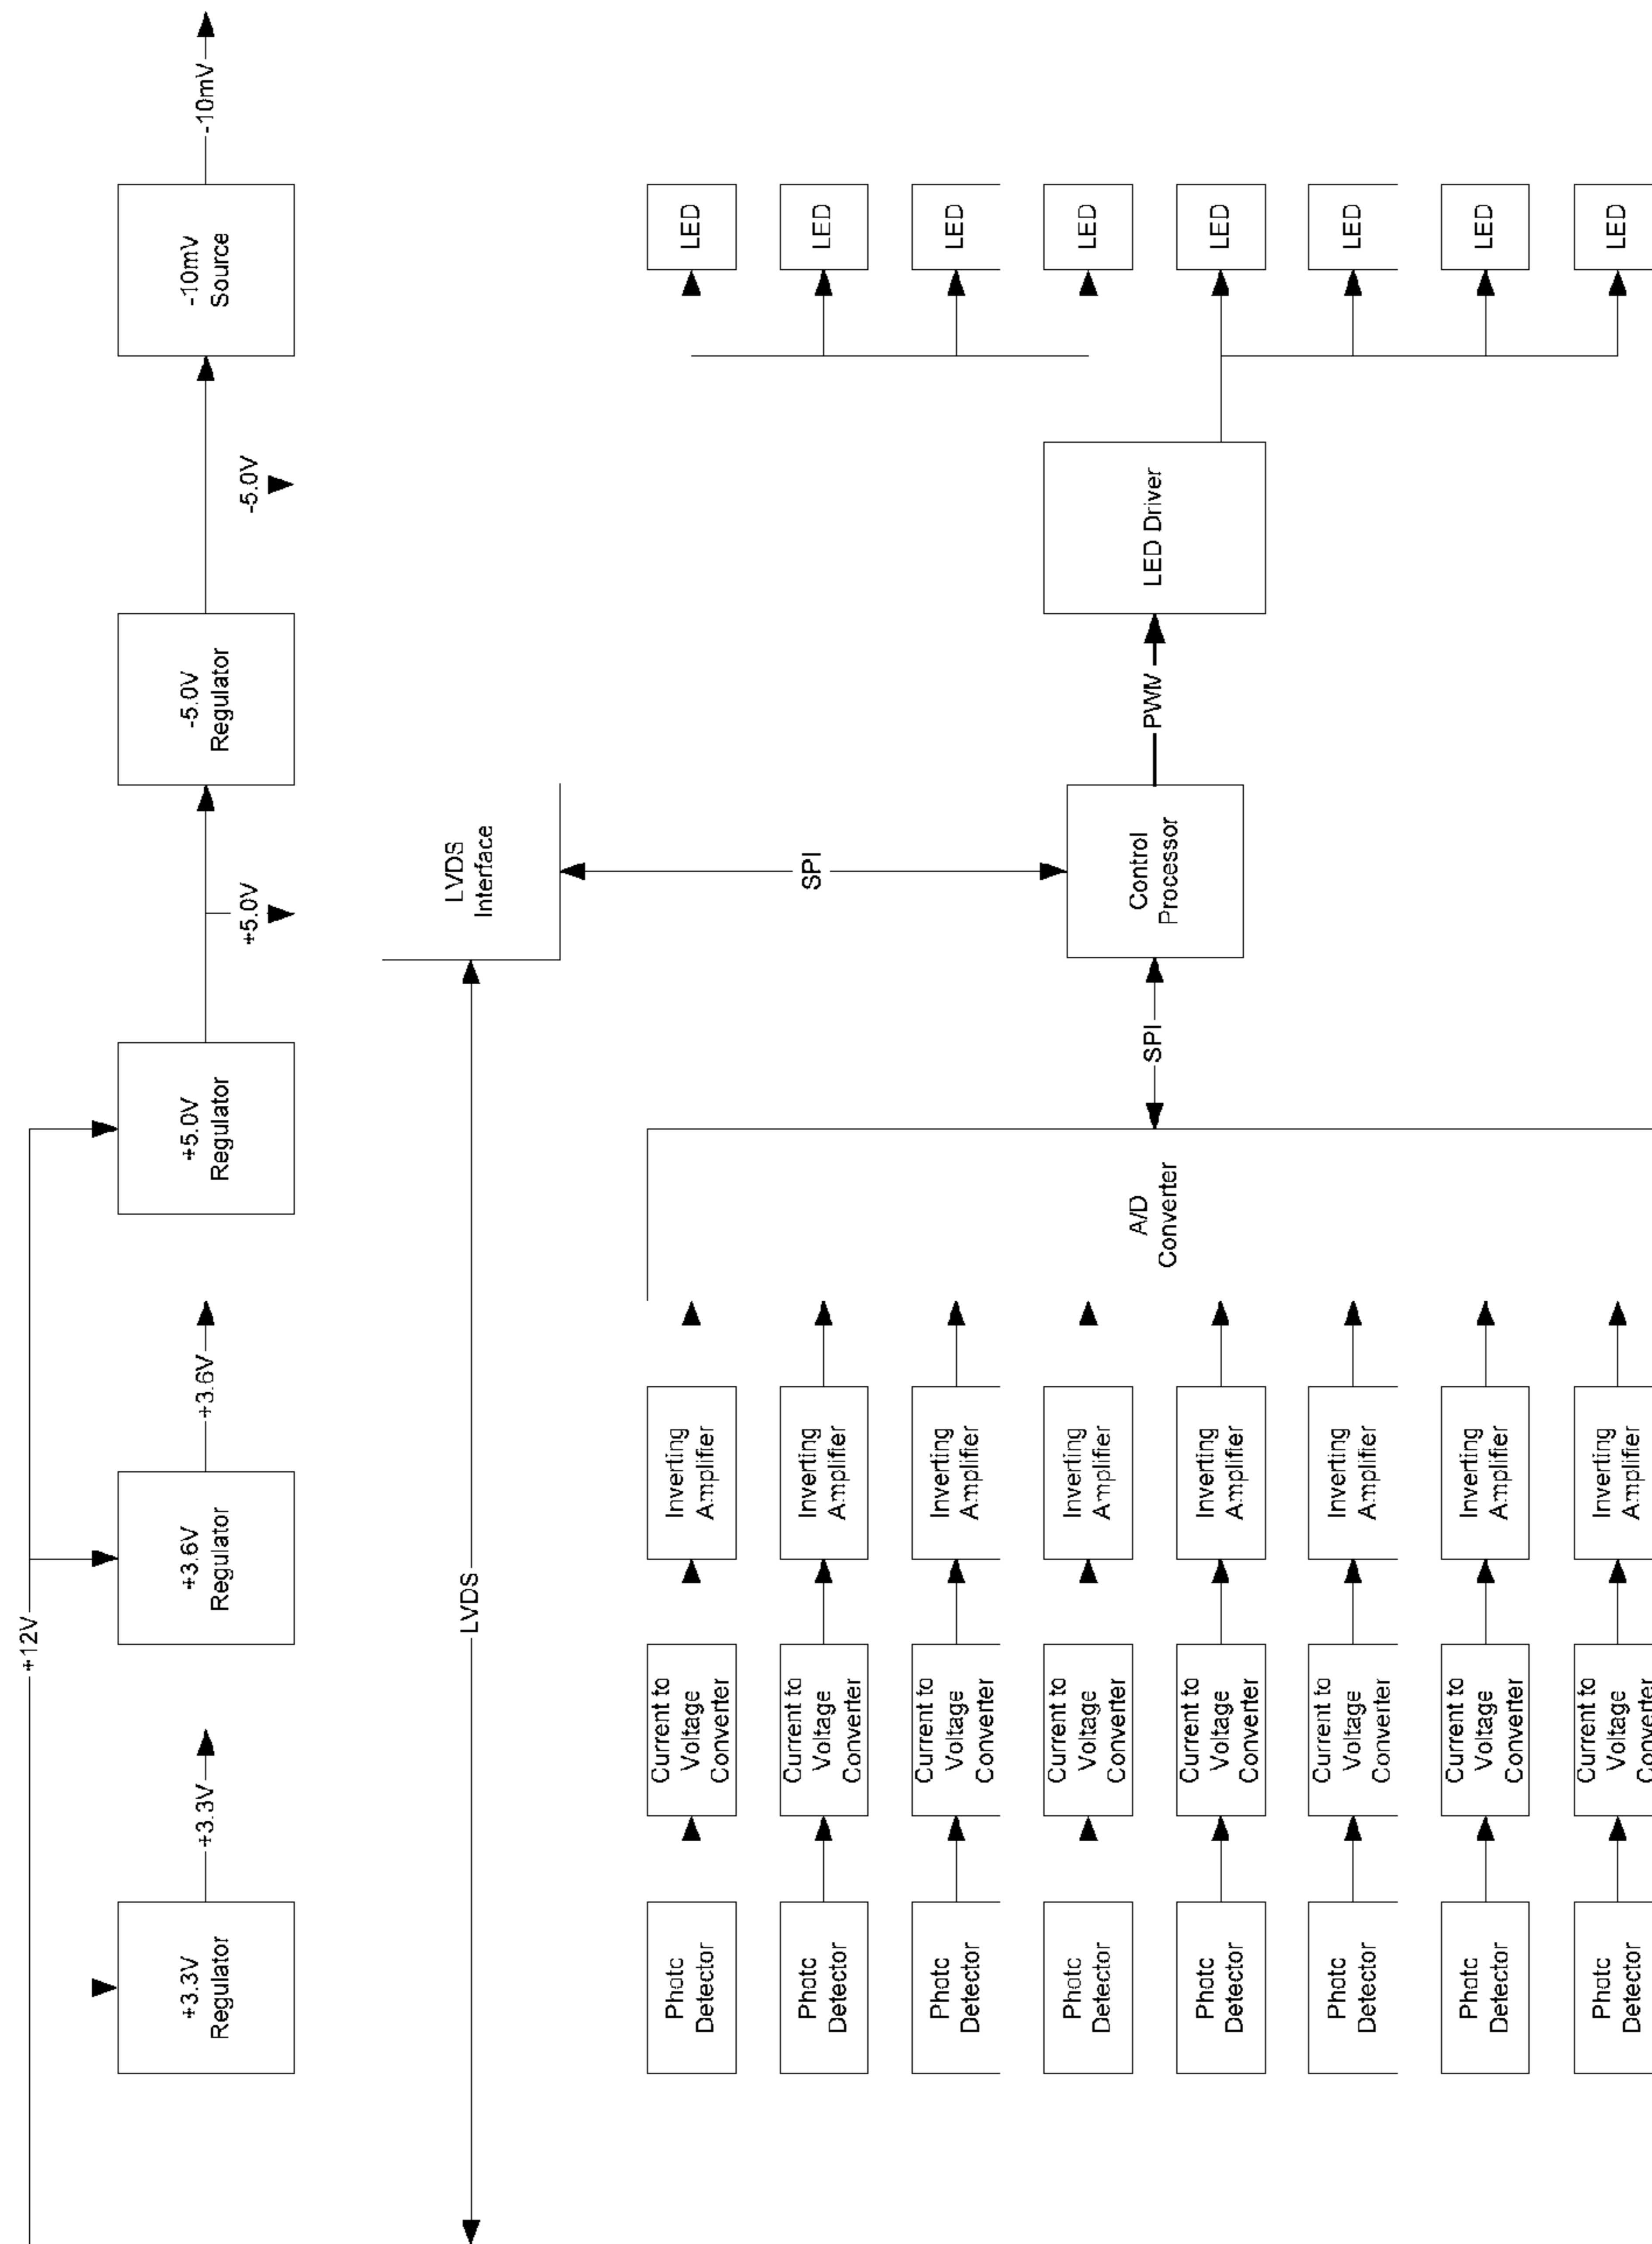 +12V
+3.3V
Regulator
+3.3V
+3.6V
Regulator
+3.6V
+5.0V
Regulator
+5.0V
-5.0V
Regulator
-5.0V
-10mV
Source
-10mV
LVDS
LVDS
Interface
SPI
Photo
Detector
Current to
Voltage
Converter
Inverting
Amplifier
LED
Photo
Detector
Current to
Voltage
Converter
Inverting
Amplifier
LED
Photo
Detector
Current to
Voltage
Converter
Inverting
Amplifier
LED
Photo
Detector
Current to
Voltage
Converter
Inverting
Amplifier
LED
A/D
Converter
SPI
Control
Processor
PWM
LED Driver
Photo
Detector
Current to
Voltage
Converter
Inverting
Amplifier
LED
Photo
Detector
Current to
Voltage
Converter
Inverting
Amplifier
LED
Photo
Detector
Current to
Voltage
Converter
Inverting
Amplifier
LED
Photo
Detector
Current to
Voltage
Converter
Inverting
Amplifier
LED